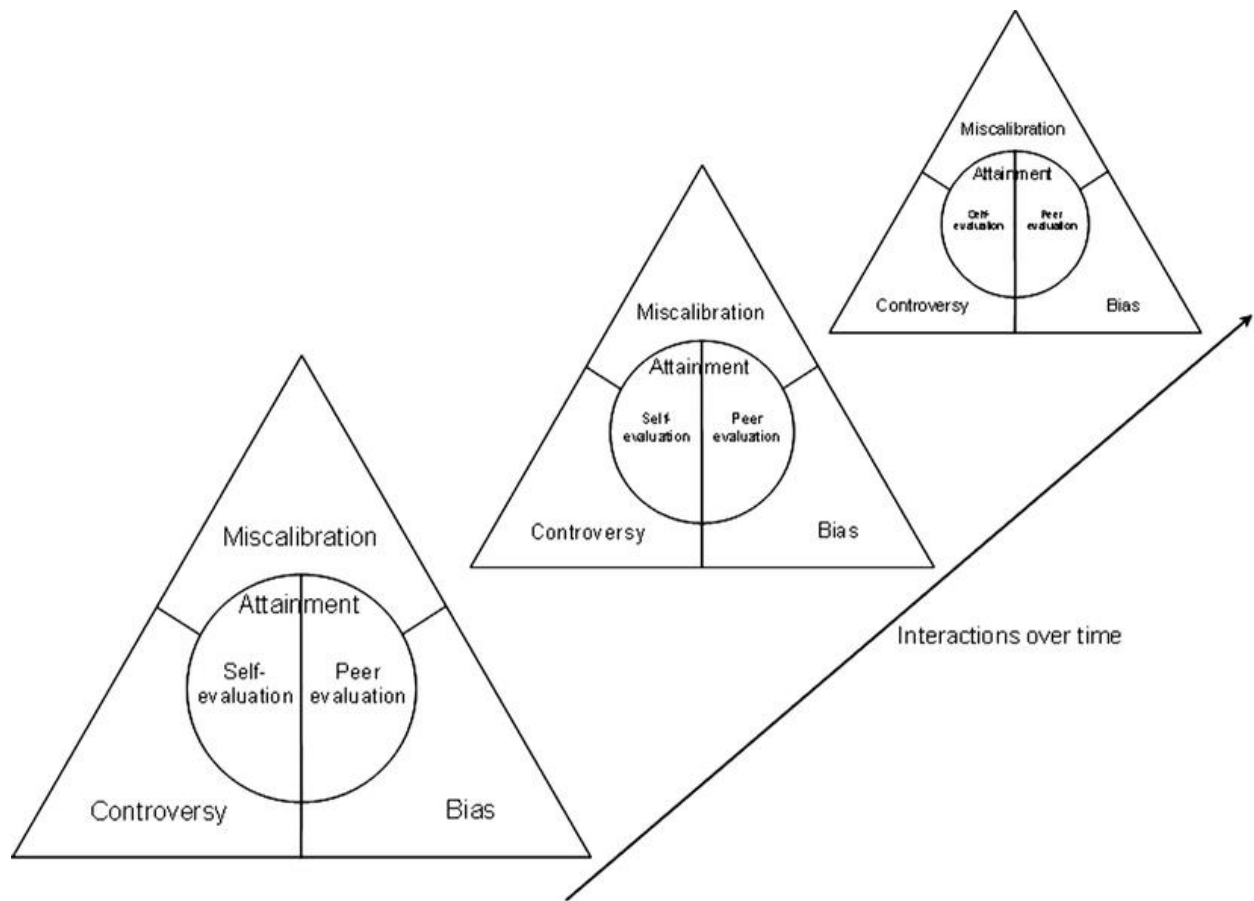 Miscalibration
Attainment
Self-
evaluation
Peer
evaluation
Controversy
Bias
Miscalibration
Attainment
Self-
evaluation
Peer
evaluation
Controversy
Bias
Miscalibration
Attainment
Self-
evaluation
Peer
evaluation
Controversy
Bias
Interactions over time